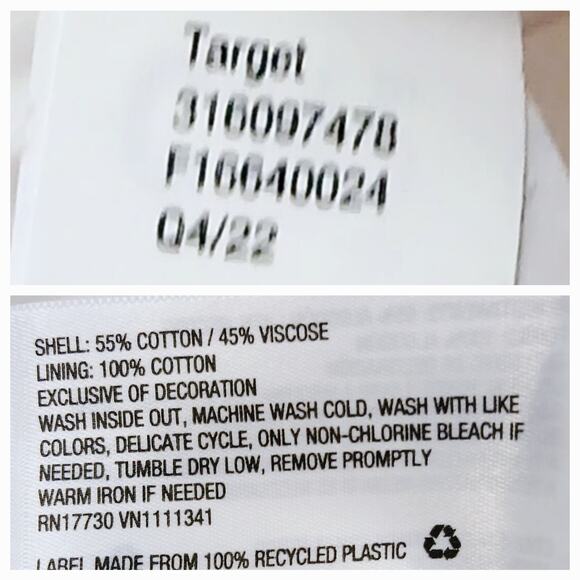 Target
316097478
F16640024
Q4/22
SHELL: 55% COTTON / 45% VISCOSE
LINING: 100% COTTON
EXCLUSIVE OF DECORATION
WASH INSIDE OUT, MACHINE WASH COLD, WASH WITH LIKE
COLORS, DELICATE CYCLE, ONLY NON-CHLORINE BLEACH IF
NEEDED, TUMBLE DRY LOW, REMOVE PROMPTLY
WARM IRON IF NEEDED
RN17730 VN1111341
LABEL MADE FROM 100% RECYCLED PLASTIC